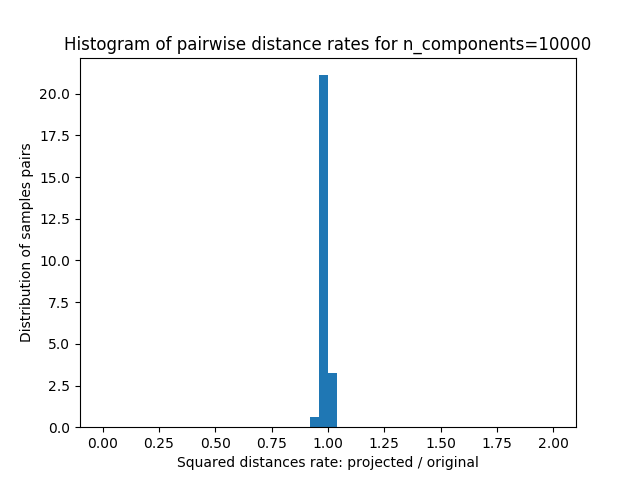 Histogram of pairwise distance rates for n_components=10000
20.0
17.5
15.0
12.5
10.0
7.5
5.0
2.5
0.0
Distribution of samples pairs
0.00 0.25 0.50 0.75 1.00 1.25 1.50 1.75 2.00
Squared distances rate: projected / original